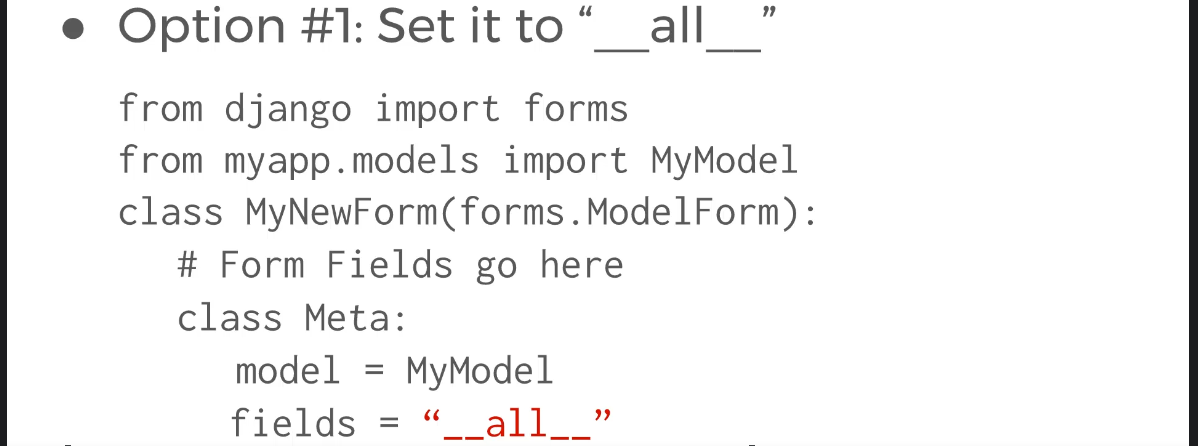 ● Option #1: Set it to “__all__”
from django import forms
from myapp.models import MyModel
class MyNewForm(forms.ModelForm):
# Form Fields go here
class Meta:
model = MyModel
fields = “__all__”